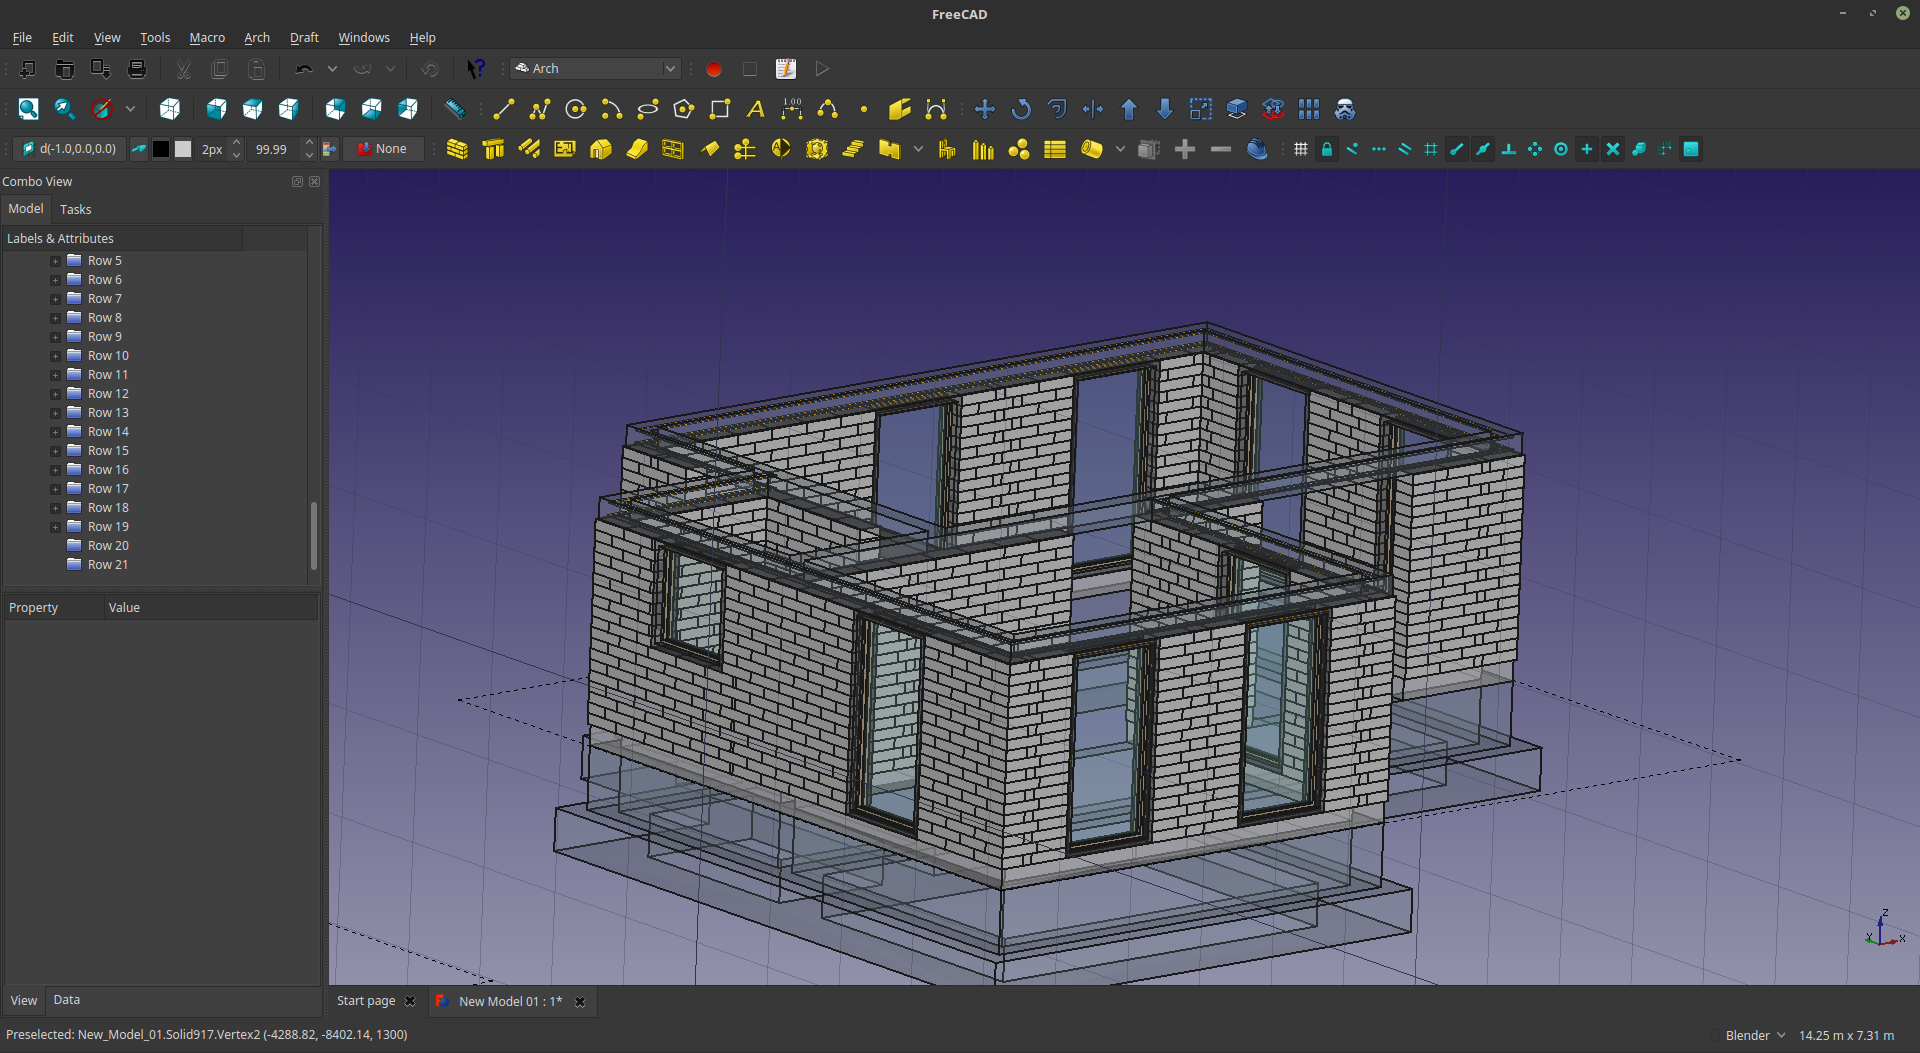 FreeCAD
File Edit View Tools Macro Arch Draft Windows Help
Arch
A 1.00
d(-1.0,0.0,0.0) 2px 99.99 None
Combo View
Model Tasks
Labels & Attributes
Row 5
Row 6
Row 7
Row 8
Row 9
Row 10
Row 11
Row 12
Row 13
Row 14
Row 15
Row 16
Row 17
Row 18
Row 19
Row 20
Row 21
Property Value
Z
Y X
View Data
Start page New Model 01 : 1*
Preselected: New_Model_01.Solid917.Vertex2 (-4288.82, -8402.14, 1300)
Blender 14.25 m x 7.31 m